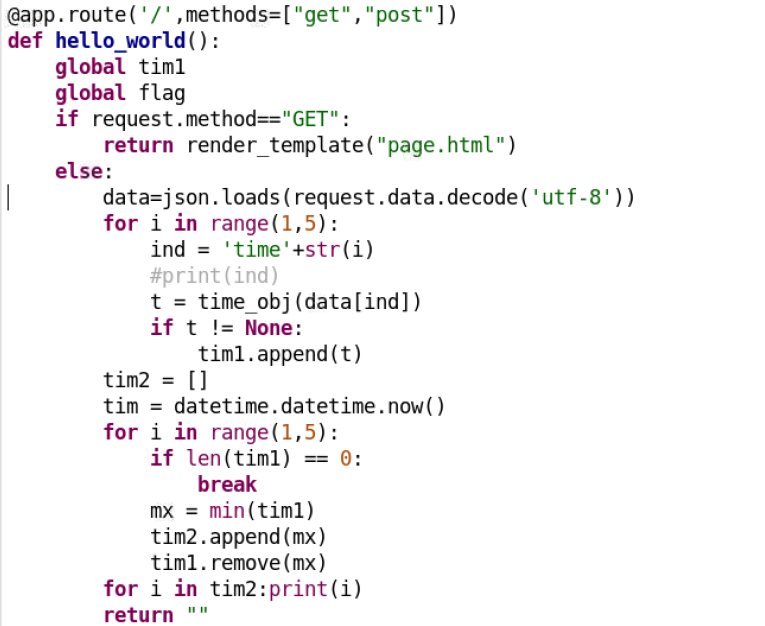 @app.route('/',methods=["get","post"])
def hello_world():
    global tim1
    global flag
    if request.method=="GET":
        return render_template("page.html")
    else:
        data=json.loads(request.data.decode('utf-8'))
        for i in range(1,5):
            ind = 'time'+str(i)
            #print(ind)
            t = time_obj(data[ind])
            if t != None:
                tim1.append(t)
        tim2 = []
        tim = datetime.datetime.now()
        for i in range(1,5):
            if len(tim1) == 0:
                break
            mx = min(tim1)
            tim2.append(mx)
            tim1.remove(mx)
        for i in tim2:print(i)
        return ""